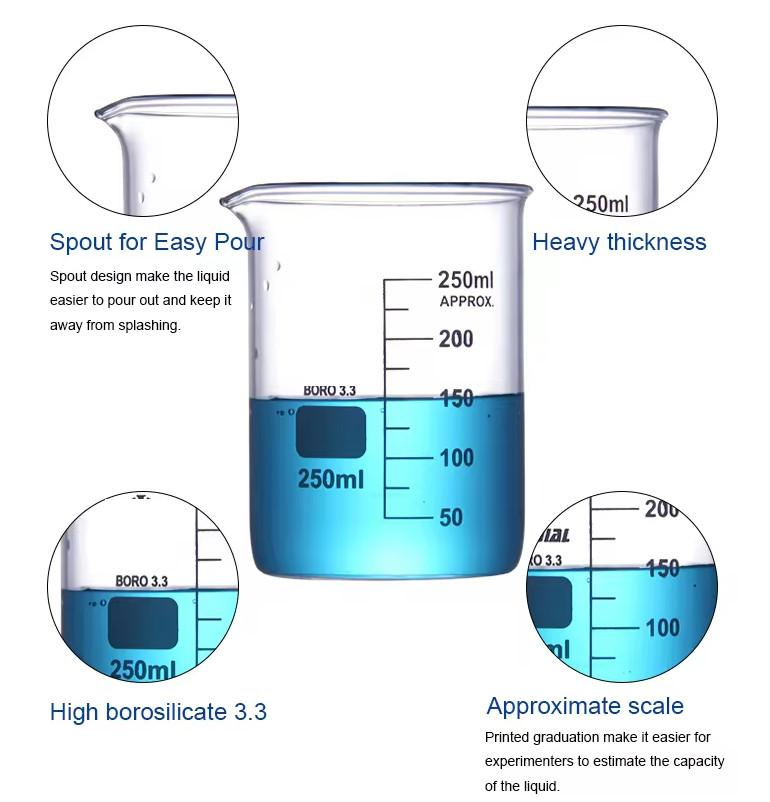 250ml
Spout for Easy Pour
Heavy thickness
Spout design make the liquid
easier to pour out and keep it
away from splashing.
250ml
APPROX.
200
BORO 3.3
150
100
250ml
50
BORO 3.3
250ml
200
3.3
150
100
High borosilicate 3.3
Approximate scale
Printed graduation make it easier for
experimenters to estimate the capacity
of the liquid.